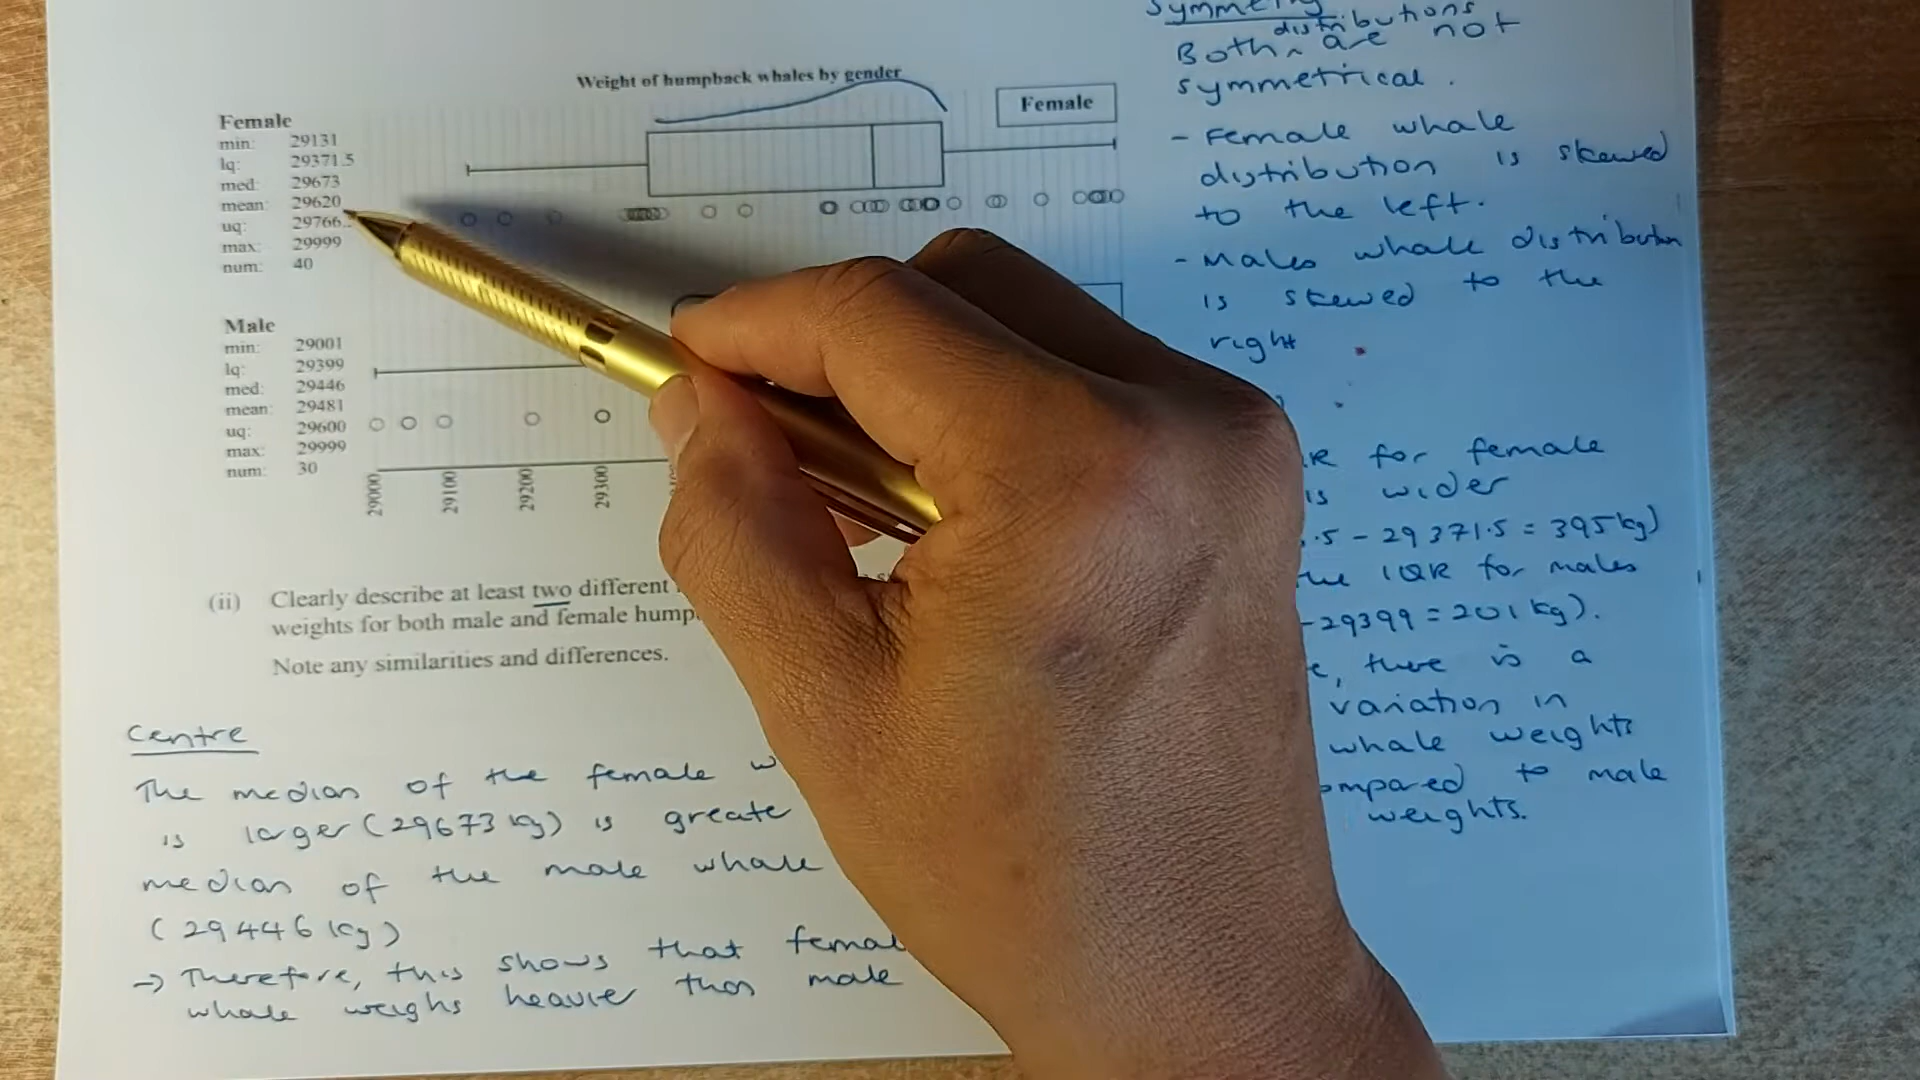 Weight of humpback whales by gender
Female
Female
min: 29131
lq: 29371.5
med: 29673
mean: 29620
uq: 29766.
max: 29999
num: 40
Male
min: 29001
lq: 29399
med: 29446
mean: 29481
uq: 29600
max: 29999
num: 30
29000 29100 29200 29300
(ii) Clearly describe at least two different
weights for both male and female hump
Note any similarities and differences.
Centre
The median of the female w
is larger (29673 kg) is greate
median of the male whale
(29446 kg)
→ Therefore, this shows that femal
whale weighs heavier than male
Symmetry
distributions
Both ^ are not
symmetrical.
- Female whale
distribution is skewed
to the left.
- Males whale distribution
is skewed to the
right
for female
is wider
.5 - 29371.5 = 395kg)
IQR for males
-29399 = 201kg).
, there is a
variation in
whale weights
ompared to male
weights.